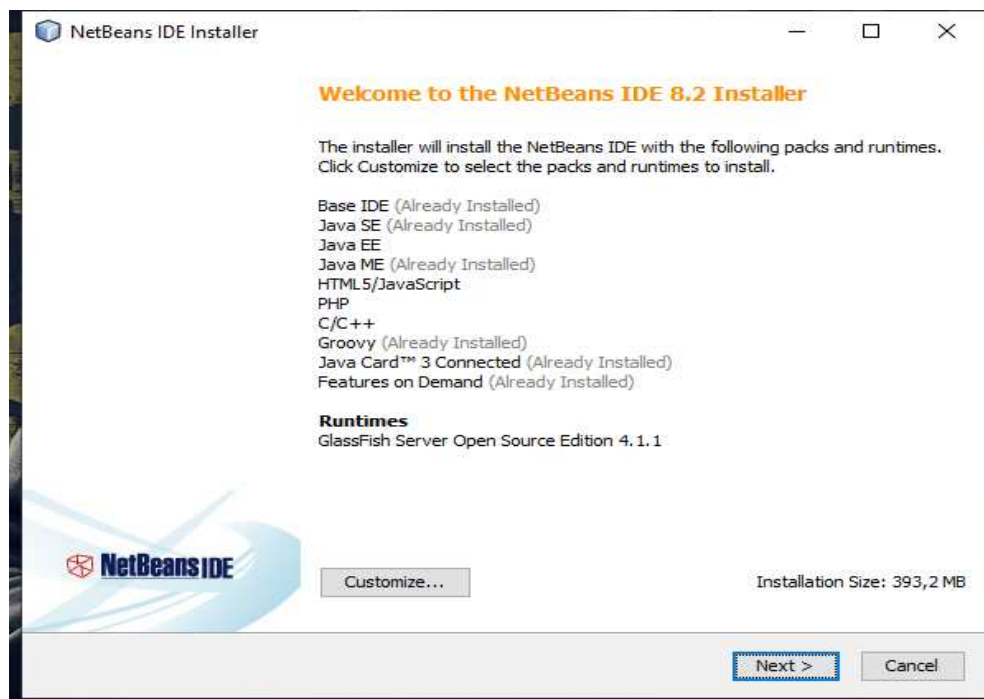 NetBeans IDE Installer
Welcome to the NetBeans IDE 8.2 Installer
The installer will install the NetBeans IDE with the following packs and runtimes.
Click Customize to select the packs and runtimes to install.
Base IDE (Already Installed)
Java SE (Already Installed)
Java EE
Java ME (Already Installed)
HTML5/JavaScript
PHP
C/C++
Groovy (Already Installed)
Java Card™ 3 Connected (Already Installed)
Features on Demand (Already Installed)
Runtimes
GlassFish Server Open Source Edition 4.1.1
NetBeans IDE
Customize...
Installation Size: 393,2 MB
Next >
Cancel